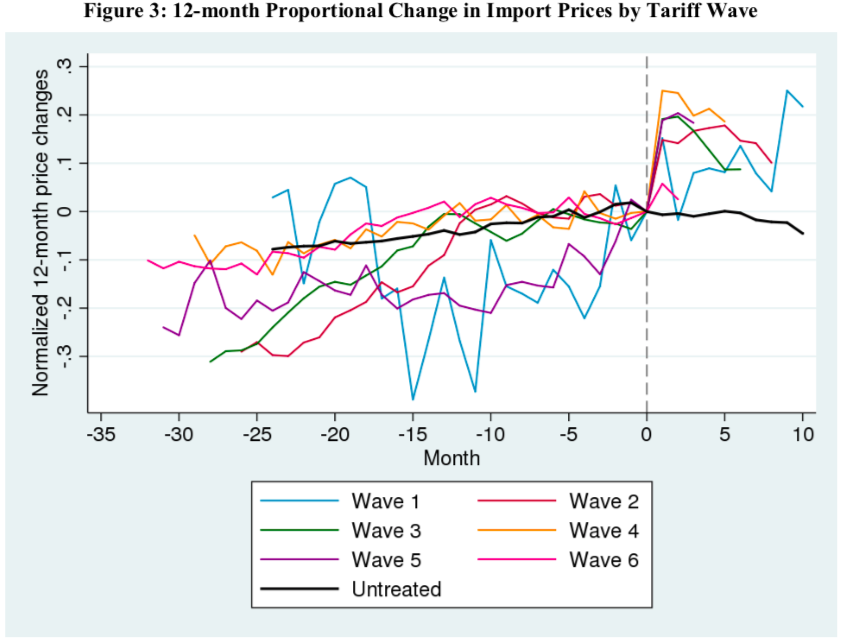 Figure 3: 12-month Proportional Change in Import Prices by Tariff Wave
Normalized 12-month price changes
.3
.2
.1
0
-.1
-.2
-.3
-35 -30 -25 -20 -15 -10 -5 0 5 10
Month
Wave 1 Wave 2
Wave 3 Wave 4
Wave 5 Wave 6
Untreated